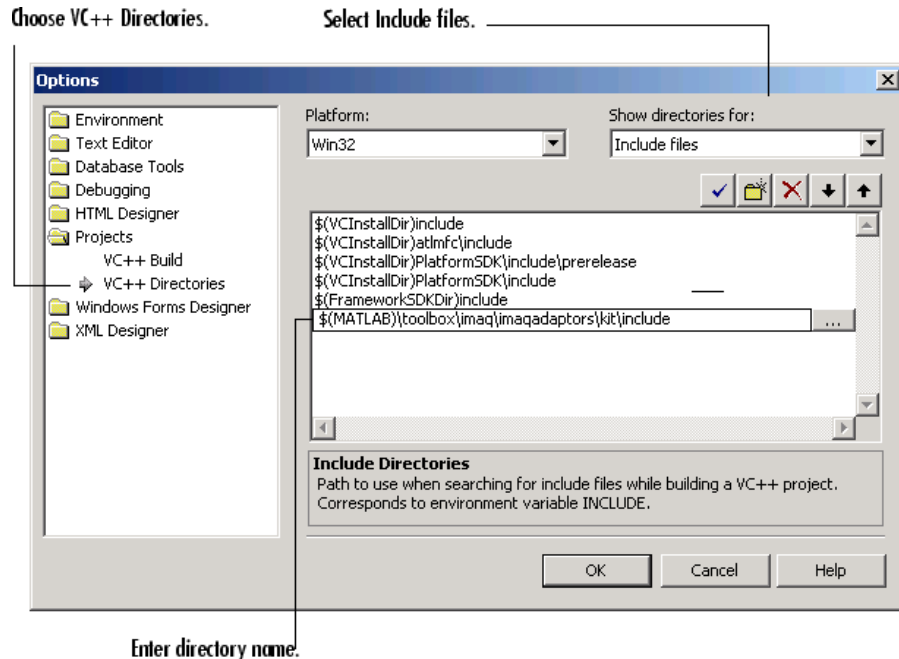 Choose VC++ Directories.
Select Include files.
Options
Environment
Text Editor
Database Tools
Debugging
HTML Designer
Projects
VC++ Build
VC++ Directories
Windows Forms Designer
XML Designer
Platform:
Win32
Show directories for:
Include files
$(VCInstallDir)include
$(VCInstallDir)atlmfc\include
$(VCInstallDir)PlatformSDK\include\prerelease
$(VCInstallDir)PlatformSDK\include
$(FrameworkSDKDir)include
$(MATLAB)\toolbox\imaq\imaqadaptors\kit\include
...
Include Directories
Path to use when searching for include files while building a VC++ project.
Corresponds to environment variable INCLUDE.
OK
Cancel
Help
Enter directory name.